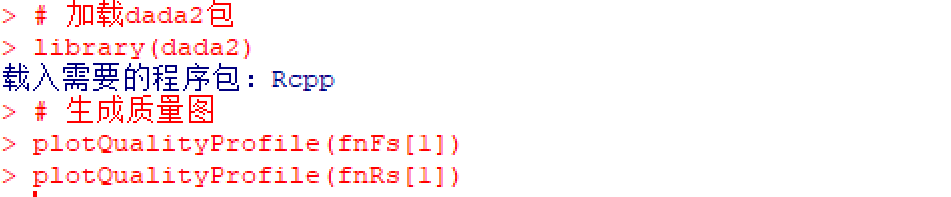 > # 加载dada2包
> library(dada2)
载入需要的程序包：Rcpp
> # 生成质量图
> plotQualityProfile(fnFs[1])
> plotQualityProfile(fnRs[1])